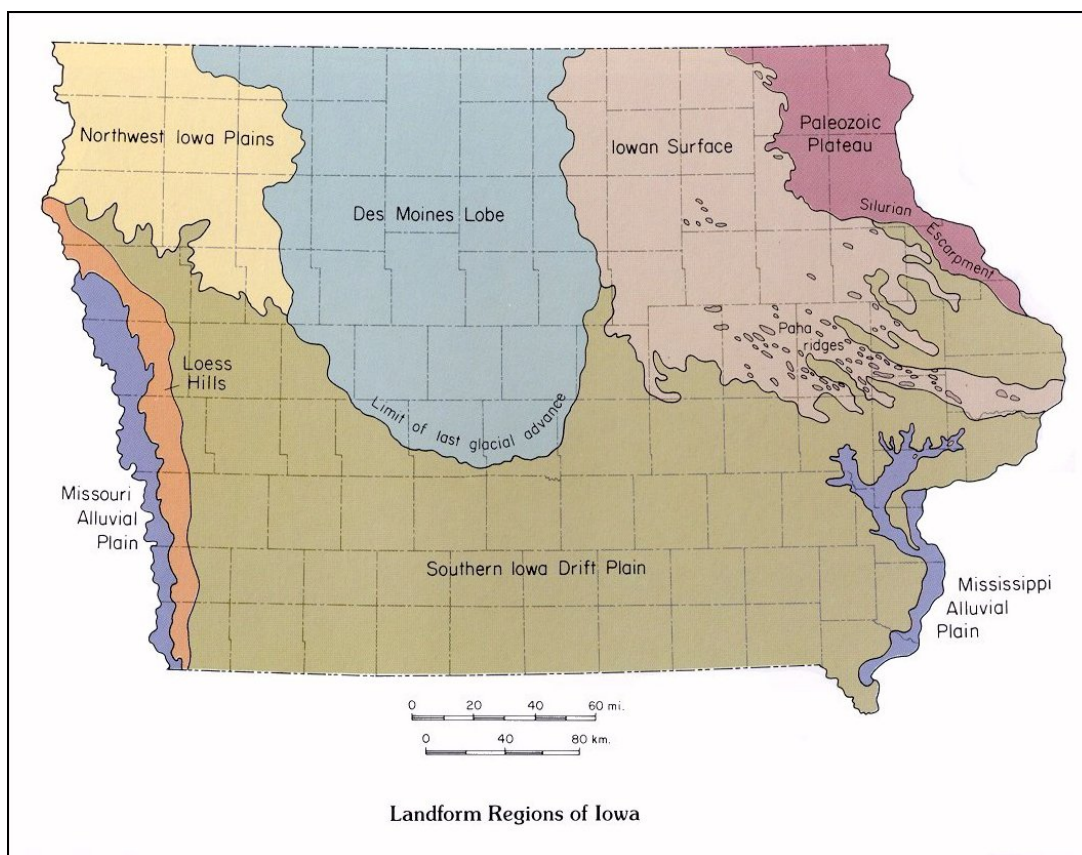 Northwest Iowa Plains
Des Moines Lobe
Iowan Surface
Paleozoic
Plateau
Silurian
Escarpment
Paha
ridges
Loess
Hills
Limit of last glacial advance
Missouri
Alluvial
Plain
Southern Iowa Drift Plain
Mississippi
Alluvial
Plain
0 20 40 60 mi.
0 40 80 km.
Landform Regions of Iowa